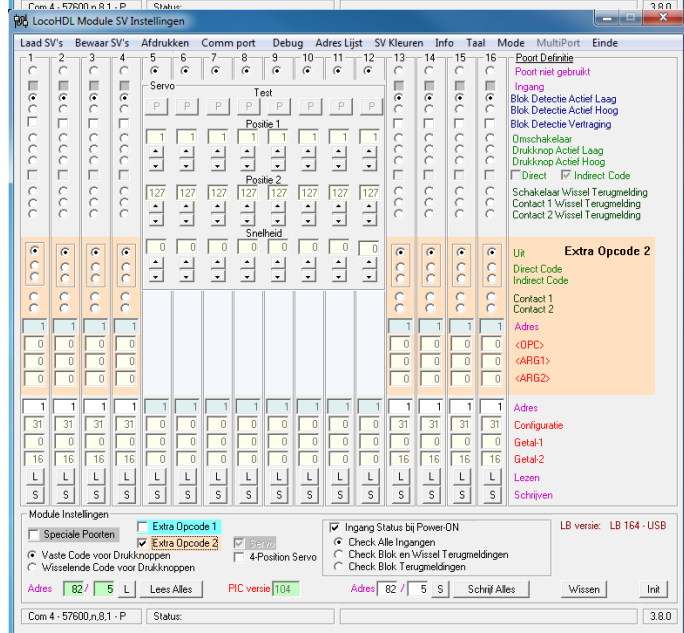 Com 4 - 57600,n,8,1 - P Status: 3.8.0
LocoHDL Module SV Instellingen
Laad SV's Bewaar SV's Afdrukken Comm port Debug Adres Lijst SV Kleuren Info Taal Mode MultiPort Einde
1 2 3 4 5 6 7 8 9 10 11 12 13 14 15 16 Poort Definitie
Poort niet gebruikt
Servo Test
Ingang
P P P P P P P P
Blok Detectie Actief Laag
Blok Detectie Actief Hoog
Positie 1
Blok Detectie Vertraging
1 1 1 1 1 1 1 1
Omschakelaar
Drukknop Actief Laag
Drukknop Actief Hoog
Positie 2
Direct Indirect Code
127 127 127 127 127 127 127 127
Schakelaar Wissel Terugmelding
Contact 1 Wissel Terugmelding
Contact 2 Wissel Terugmelding
Snelheid
0 0 0 0 0 0 0 0
Uit Extra Opcode 2
Direct Code
Indirect Code
Contact 1
Contact 2
1 1 1 1 1 1 1 1 Adres
0 0 0 0 0 0 0 0 <OPC>
0 0 0 0 0 0 0 0 <ARG1>
0 0 0 0 0 0 0 0 <ARG2>
1 1 1 1 1 1 1 1 1 1 1 1 1 1 1 1 Adres
31 31 31 31 0 0 0 0 0 0 0 0 31 31 31 31 Configuratie
0 0 0 0 0 0 0 0 0 0 0 0 0 0 0 0 Getal-1
16 16 16 16 0 0 0 0 0 0 0 0 16 16 16 16 Getal-2
L L L L L L L L L L L L L L L L Lezen
S S S S S S S S S S S S S S S S Schrijven
Module Instellingen
Speciale Poorten
Extra Opcode 1
Extra Opcode 2
Servo
4-Position Servo
Vaste Code voor Drukknoppen
Wisselende Code voor Drukknoppen
Ingang Status bij Power-ON
Check Alle Ingangen
Check Blok en Wissel Terugmeldingen
Check Blok Terugmeldingen
LB versie: LB 164 - USB
Adres 82 / 5 L Lees Alles PIC versie 104 Adres 82 / 5 S Schrijf Alles Wissen Init
Com 4 - 57600,n,8,1 - P Status: 3.8.0